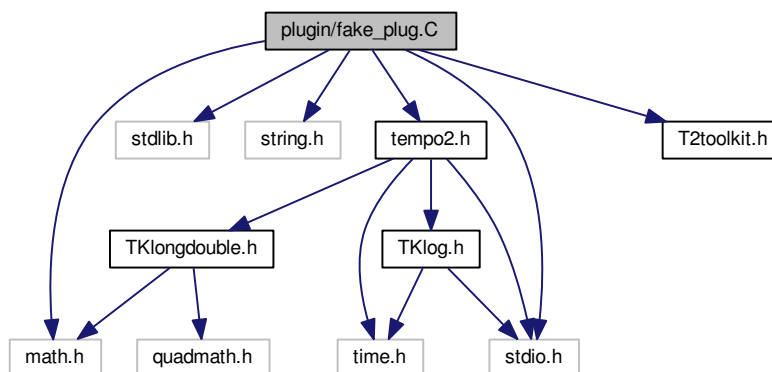 plugin/fake_plug.C
stdlib.h
string.h
tempo2.h
T2toolkit.h
TKlongdouble.h
TKlog.h
math.h
quadmath.h
time.h
stdio.h